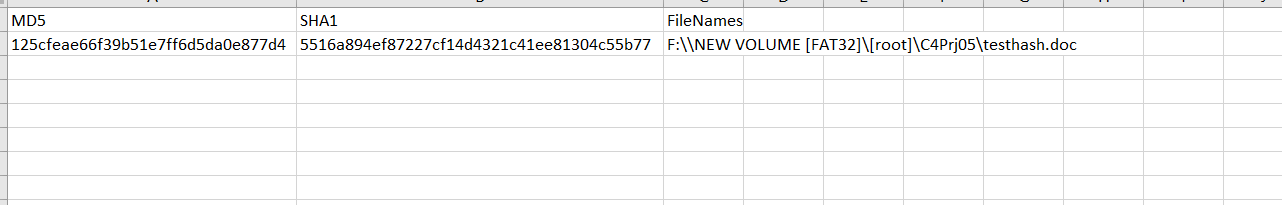 MD5 SHA1 FileNames
125cfeae66f39b51e7ff6d5da0e877d4 5516a894ef87227cf14d4321c41ee81304c55b77 F:\\NEW VOLUME [FAT32]\[root]\C4Prj05\testhash.doc